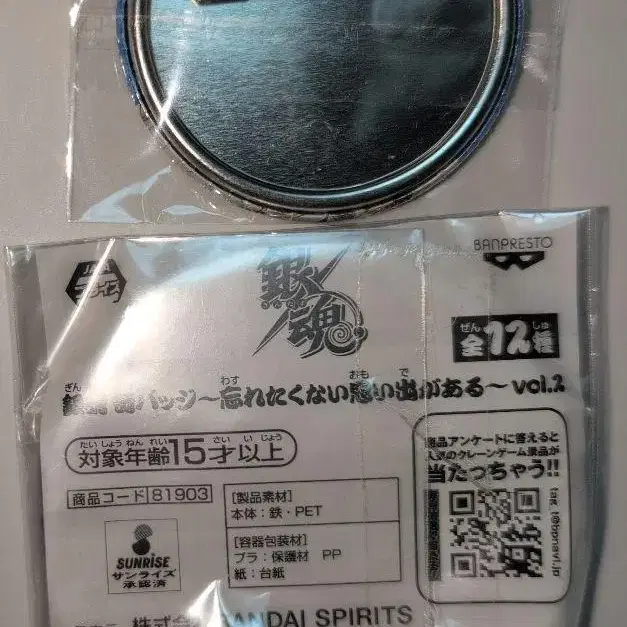 BANPRESTO
銀魂
ぜん しゅ
全12種
わす おも で
バッジ〜忘れたくない思い出がある〜 vol.2
たいしょうねんれい さい いじょう
対象年齢15才以上
商品コード 81903
[製品素材]
本体：鉄・PET
[容器包装材]
プラ：保護材 PP
紙：台紙
SUNRISE
サンライズ
承認済
商品アンケートに答えると
人気のクレーンゲーム景品が
当たっちゃう!!
株式会 BANDAI SPIRITS